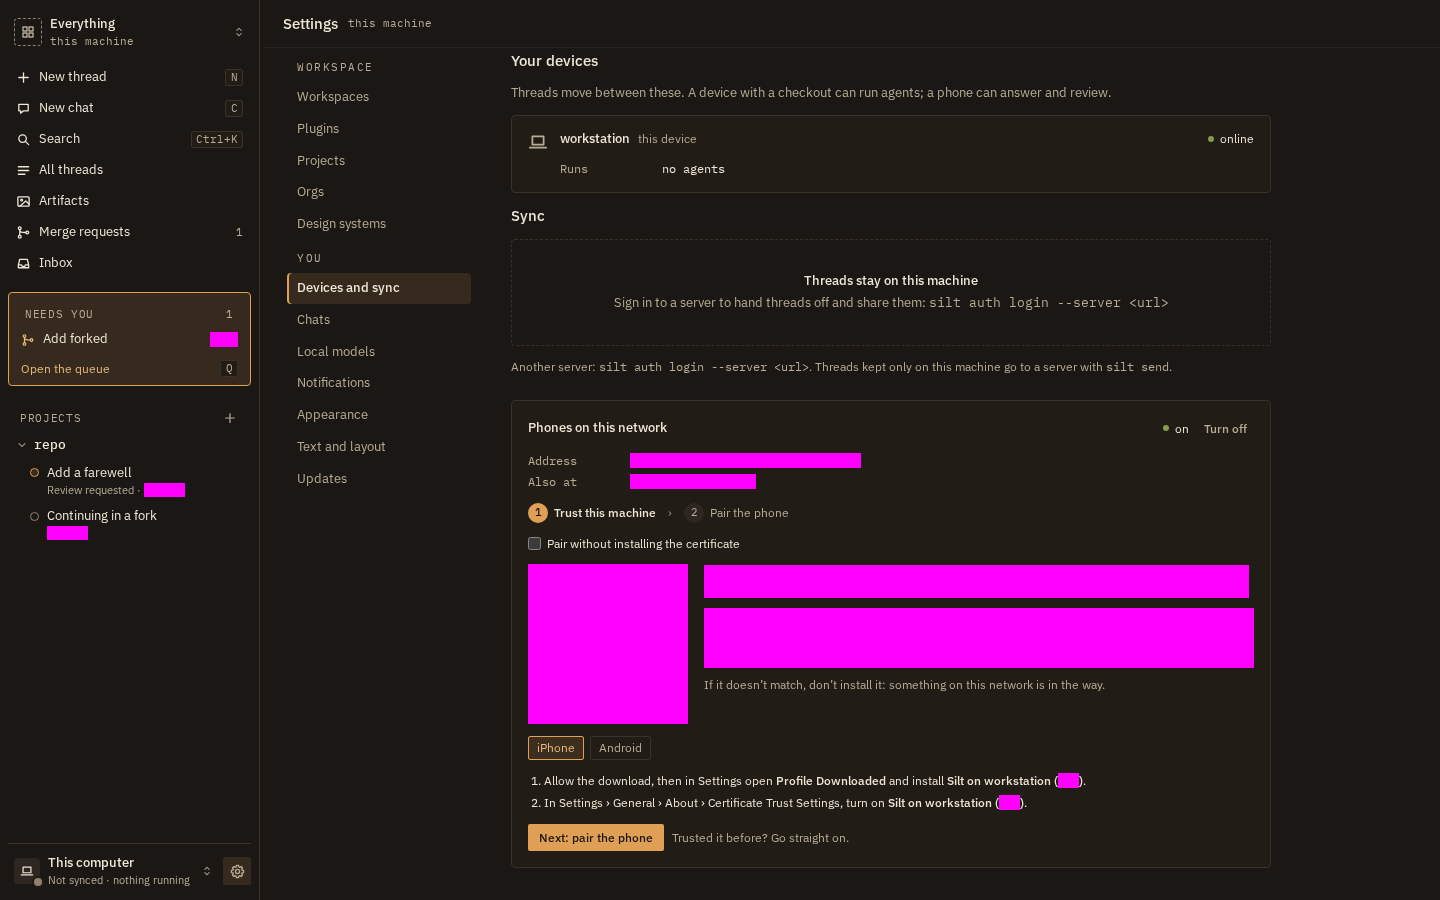 Everything
this machine
New thread N
New chat C
Search Ctrl+K
All threads
Artifacts
Merge requests 1
Inbox
NEEDS YOU 1
Add forked
Open the queue Q
PROJECTS
repo
Add a farewell
Review requested ·
Continuing in a fork
This computer
Not synced · nothing running
Settings this machine
WORKSPACE
Workspaces
Plugins
Projects
Orgs
Design systems
YOU
Devices and sync
Chats
Local models
Notifications
Appearance
Text and layout
Updates
Your devices
Threads move between these. A device with a checkout can run agents; a phone can answer and review.
workstation this device online
Runs no agents
Sync
Threads stay on this machine
Sign in to a server to hand threads off and share them: silt auth login --server <url>
Another server: silt auth login --server <url>. Threads kept only on this machine go to a server with silt send.
Phones on this network on Turn off
Address
Also at
1 Trust this machine › 2 Pair the phone
Pair without installing the certificate
If it doesn’t match, don’t install it: something on this network is in the way.
iPhone Android
1. Allow the download, then in Settings open Profile Downloaded and install Silt on workstation ( ).
2. In Settings › General › About › Certificate Trust Settings, turn on Silt on workstation ( ).
Next: pair the phone Trusted it before? Go straight on.